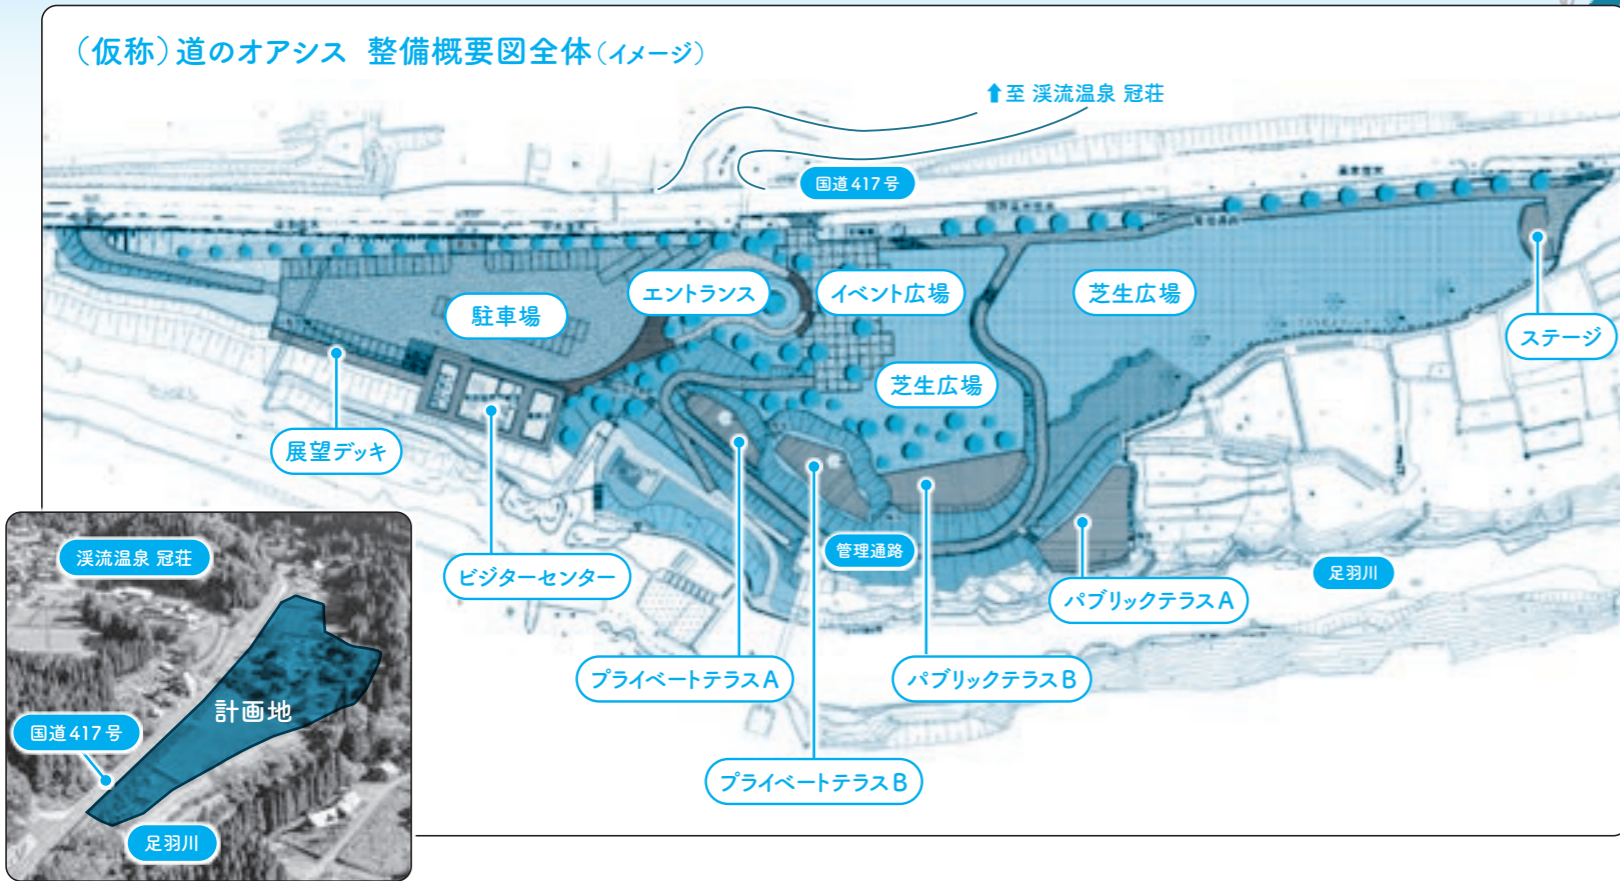 （仮称）道のオアシス 整備概要図全体（イメージ）
⬆至 渓流温泉 冠荘
国道417号
エントランス
イベント広場
芝生広場
駐車場
ステージ
芝生広場
展望デッキ
管理通路
ビジターセンター
足羽川
パブリックテラスA
プライベートテラスA
パブリックテラスB
プライベートテラスB
渓流温泉 冠荘
計画地
国道417号
足羽川